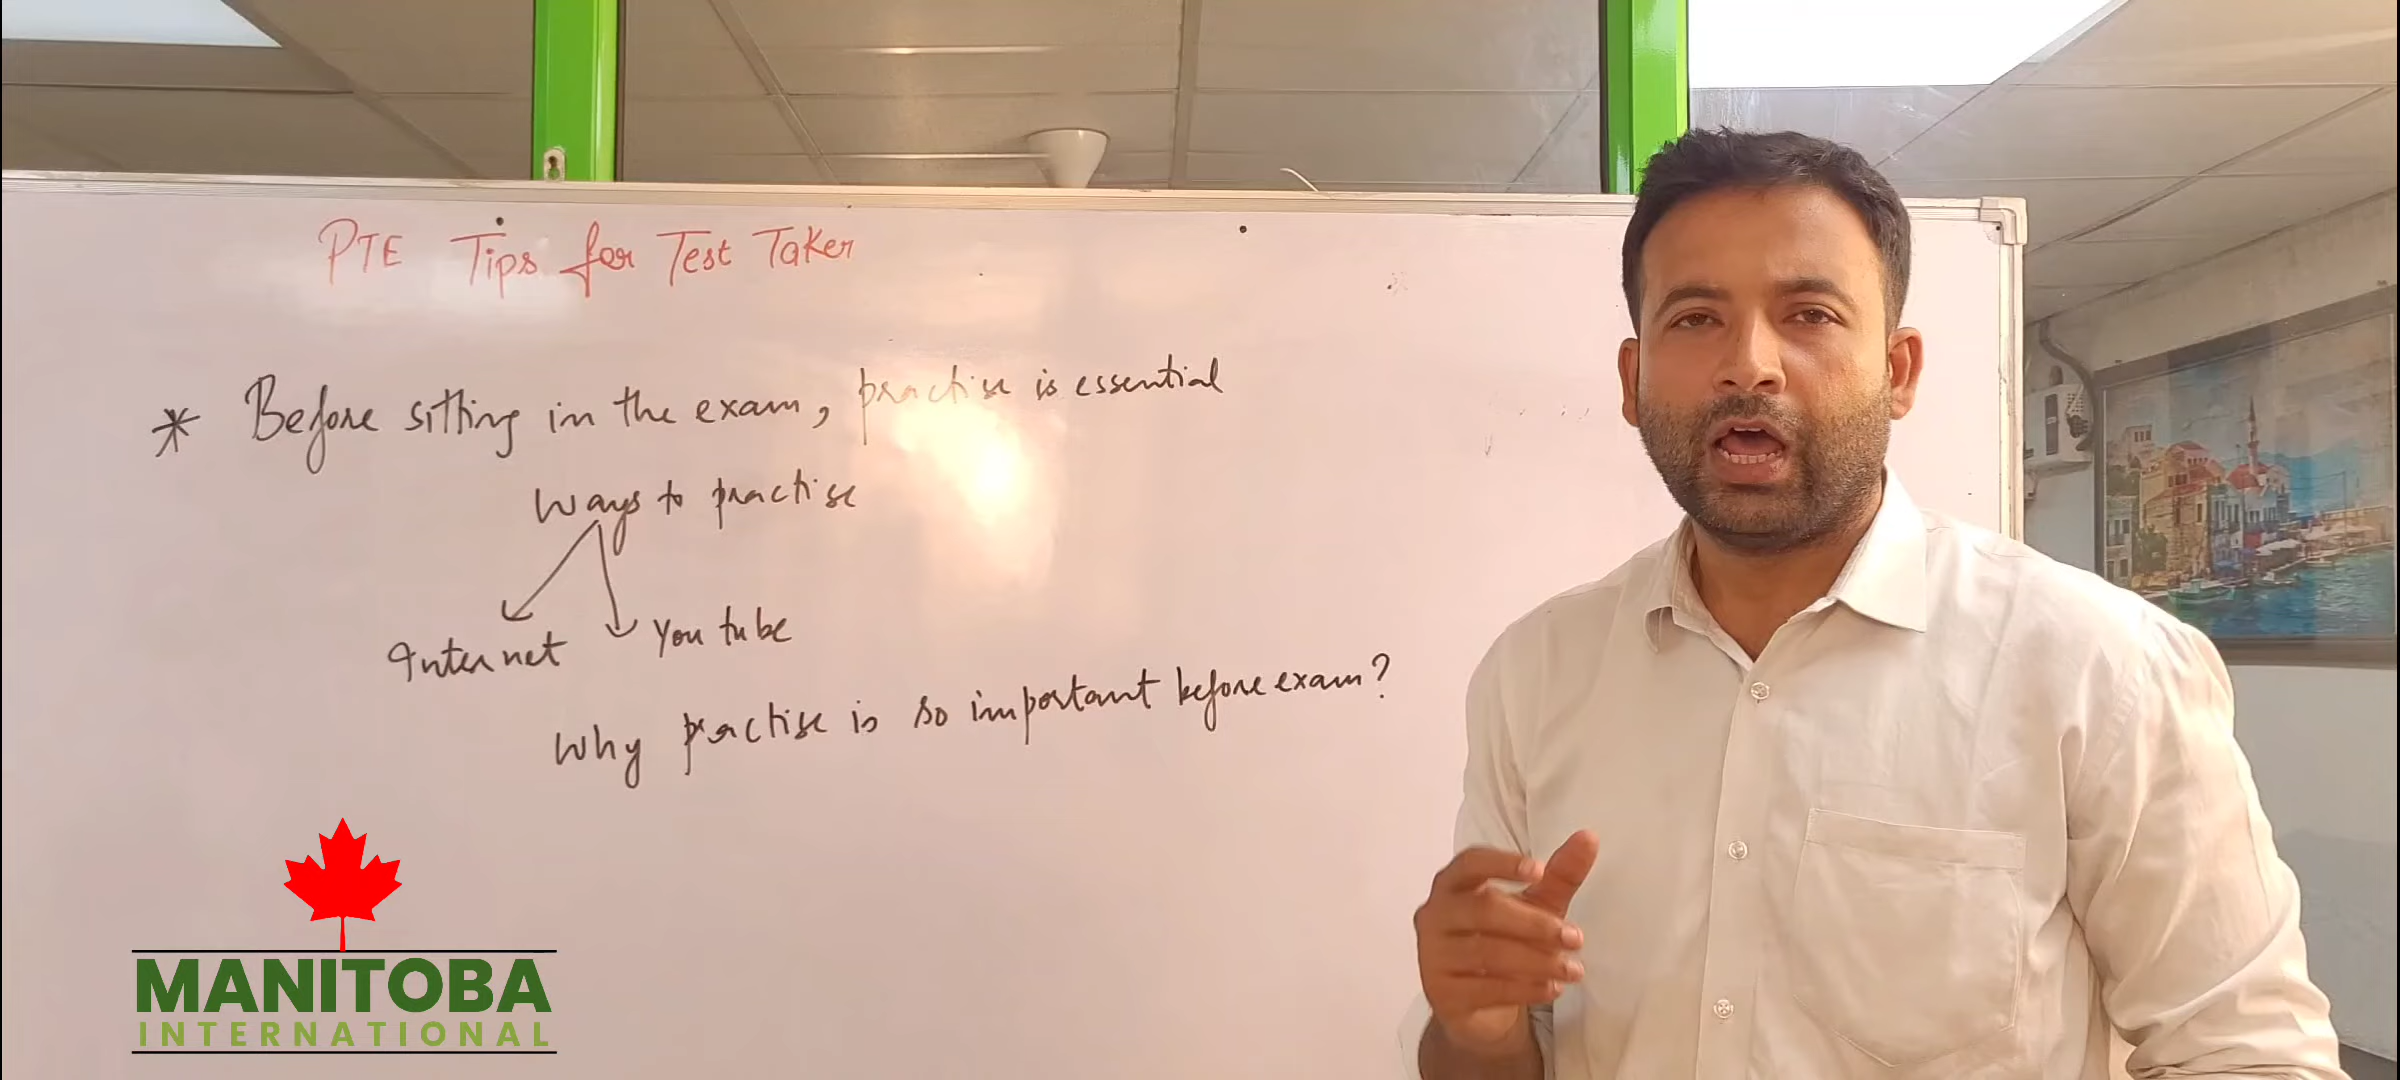 PTE Tips for Test Taker
* Before sitting in the exam, practise is essential
Ways to practise
Internet
You tube
Why practise is so important before exam?
MANITOBA
INTERNATIONAL